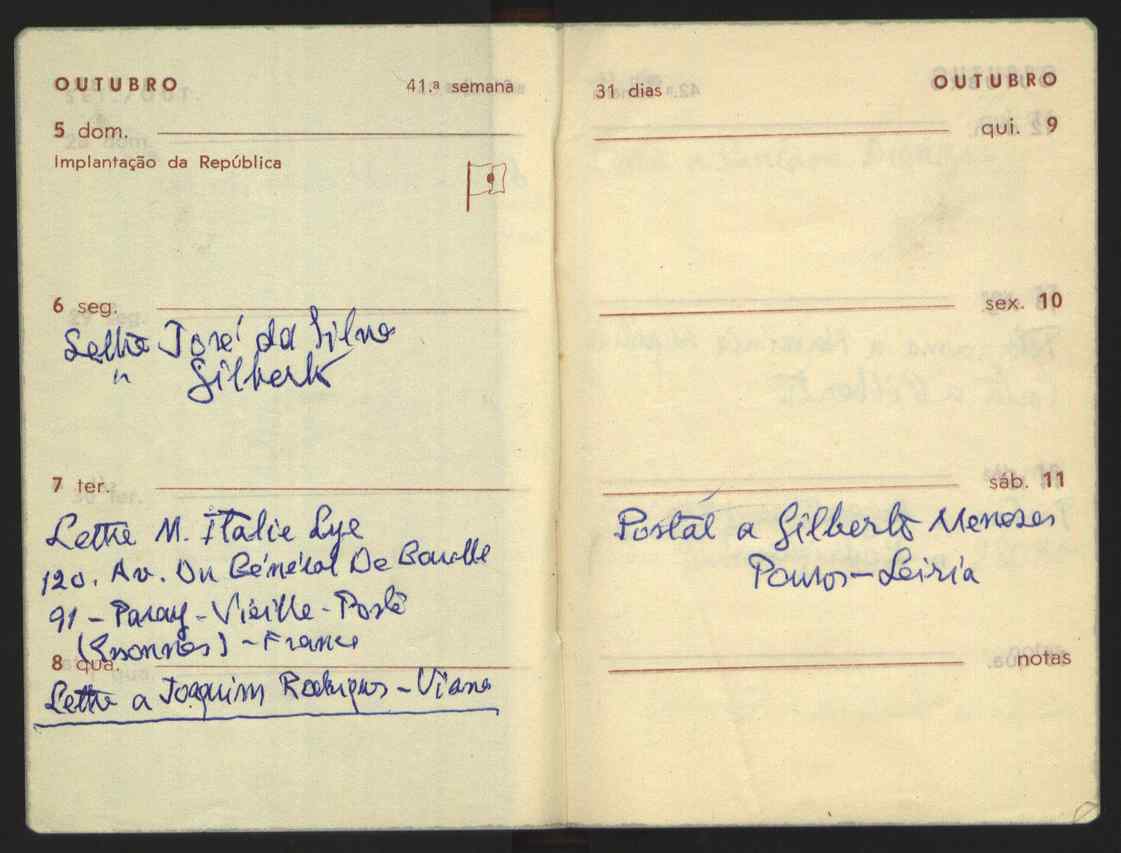 OUTUBRO 41.ª semana
5 dom.
Implantação da República
6 seg.
Lettre José da Silva
" Gilbert
7 ter.
Lettre M. Italie Lye
120. Av. Du Général De Gaulle
91 - Paray - Vieille - Poste
(Essonnes) - France
8 qua.
Lettre a Joaquim Rodrigues - Viana
31 dias OUTUBRO
qui. 9
sex. 10
sáb. 11
Postal a Gilberto Menezes
Pousos - Leiria
notas